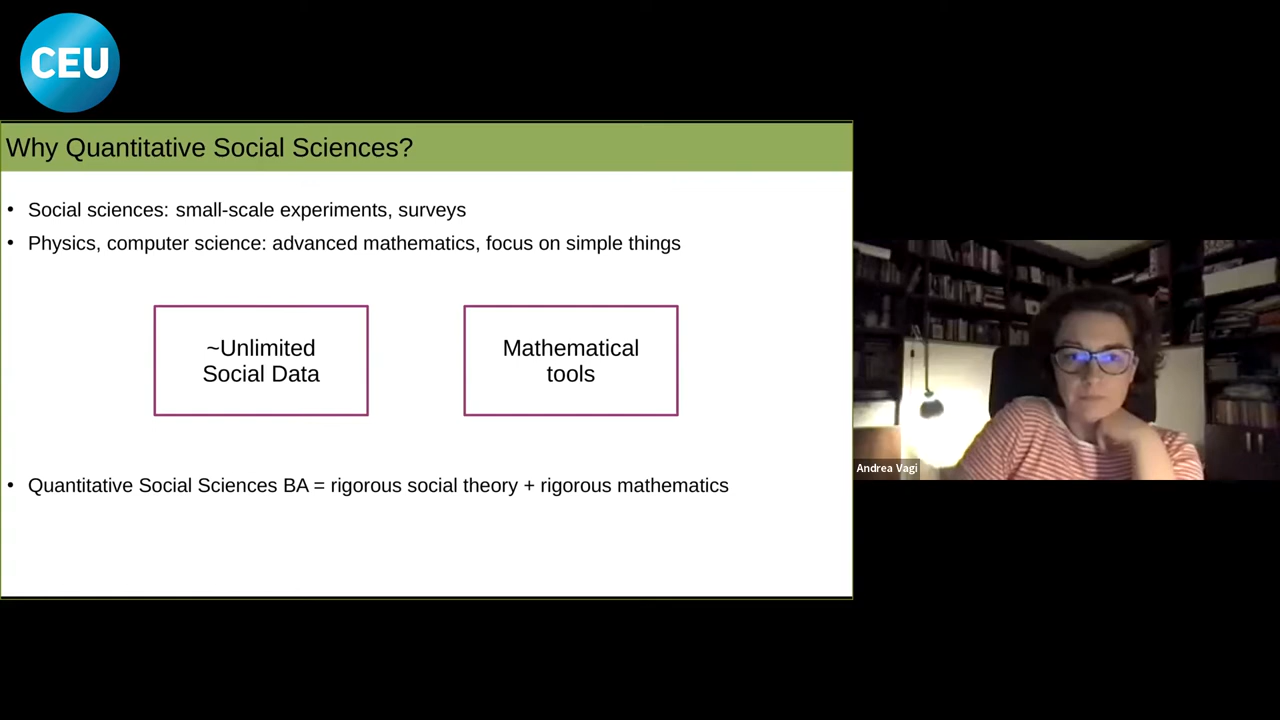 CEU
Why Quantitative Social Sciences?
• Social sciences: small-scale experiments, surveys
• Physics, computer science: advanced mathematics, focus on simple things
~Unlimited
Social Data
Mathematical
tools
Andrea Vagi
• Quantitative Social Sciences BA = rigorous social theory + rigorous mathematics